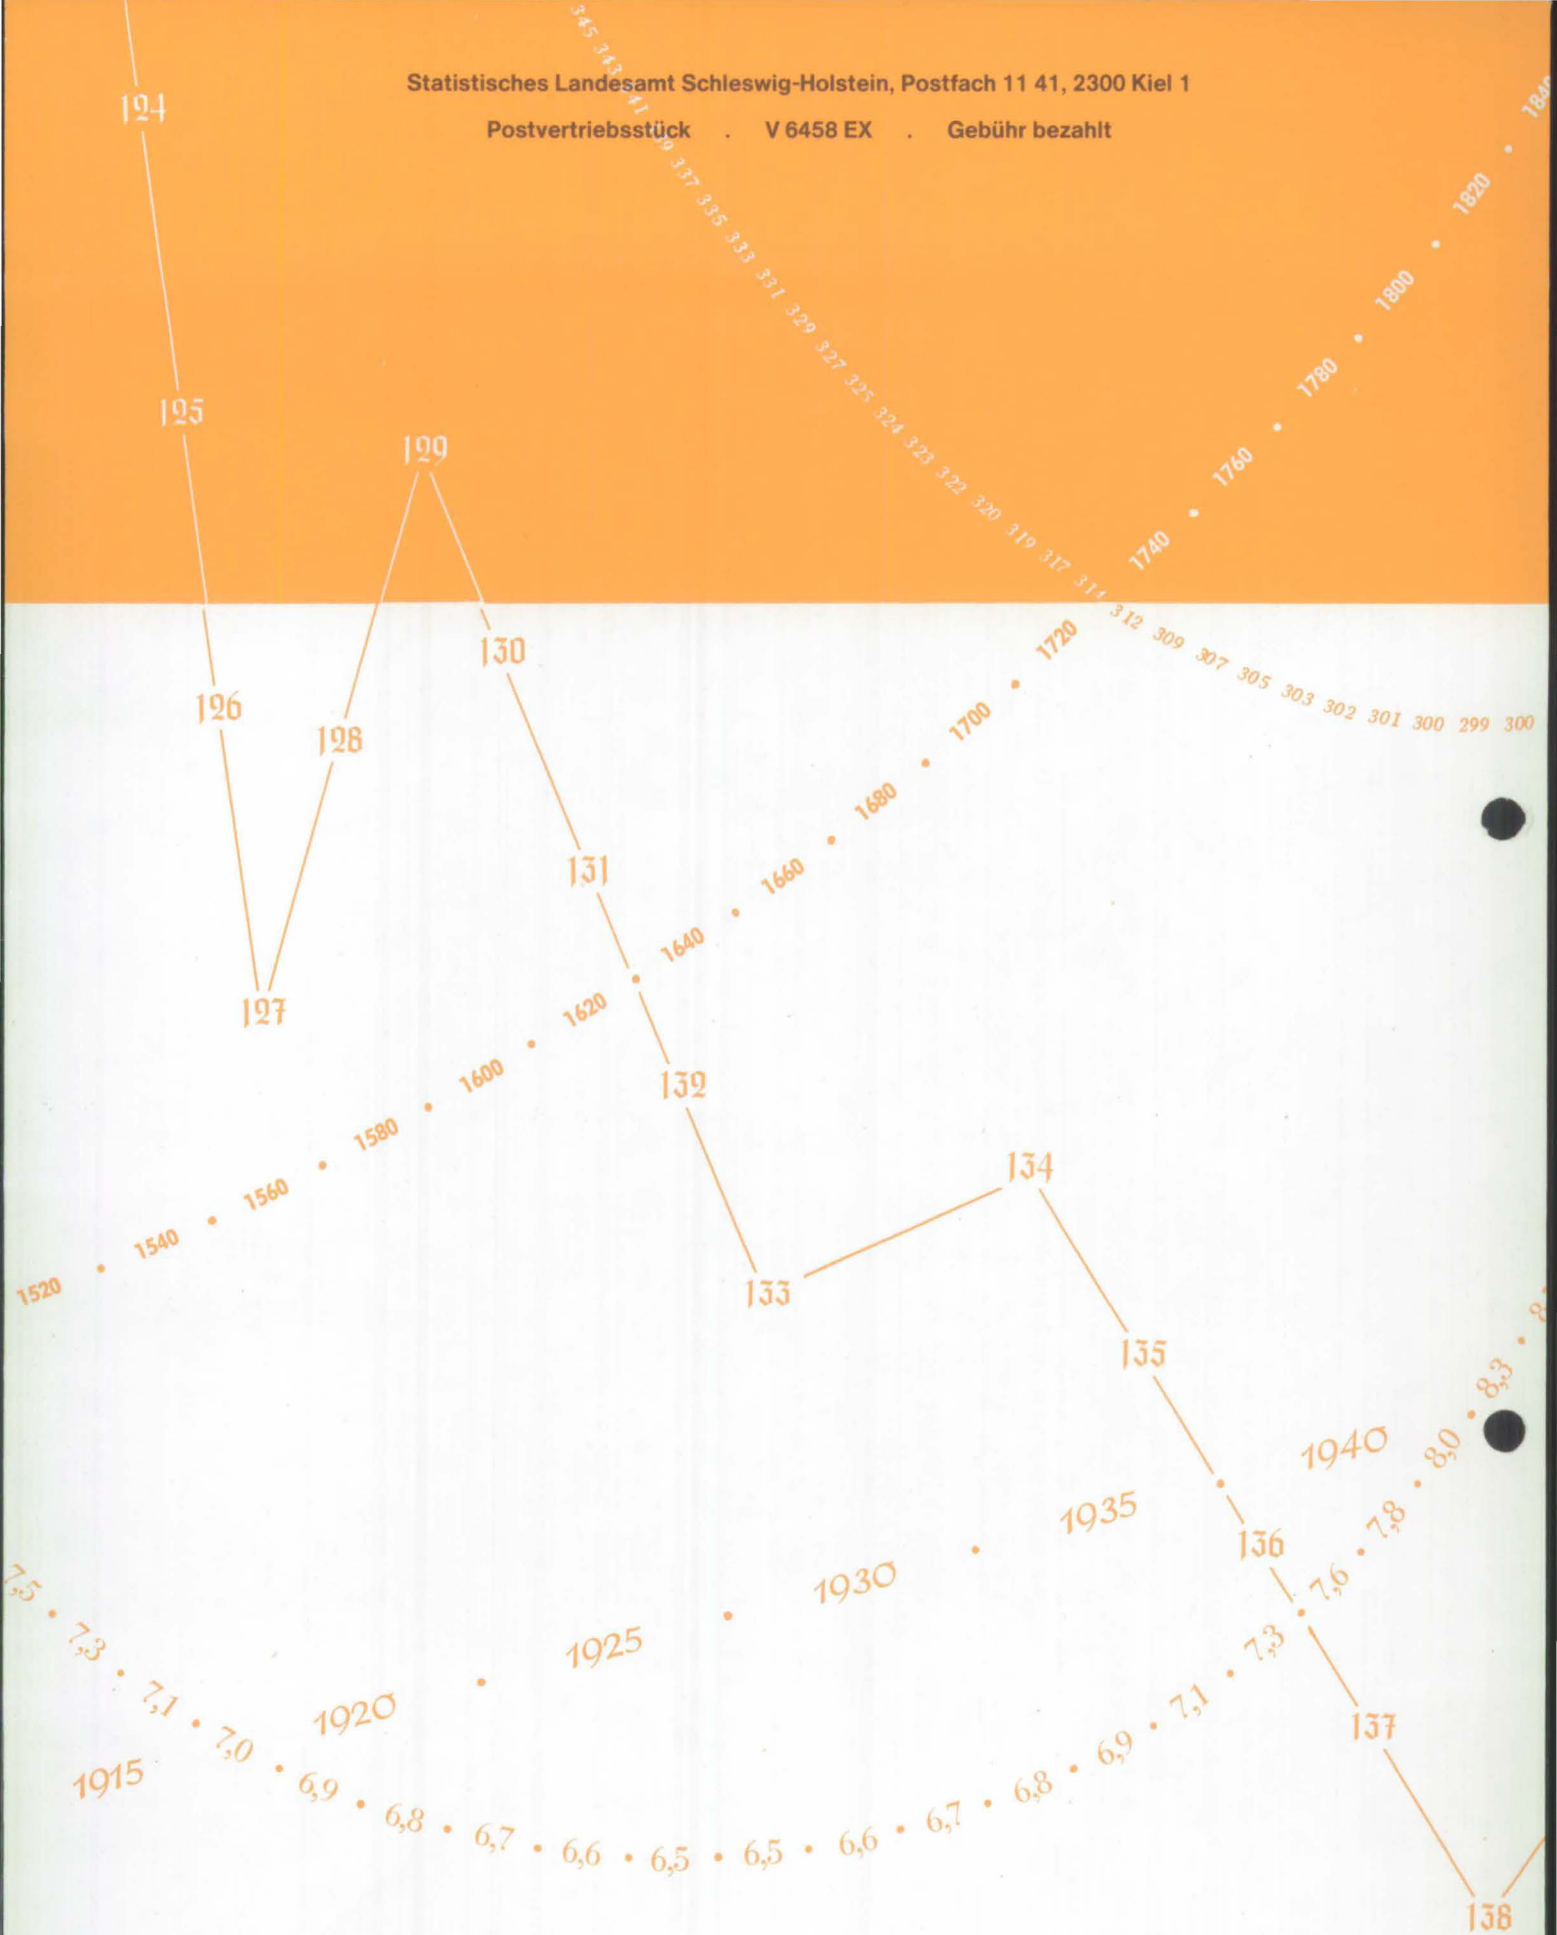 Statistisches Landesamt Schleswig-Holstein, Postfach 11 41, 2300 Kiel 1
Postvertriebsstück . V 6458 EX . Gebühr bezahlt
124
125
126
127
128
129
130
131
132
133
134
135
136
137
138
345 343 341 339 337 335 333 331 329 327 325 324 323 322 320 319 317 314 312 309 307 305 303 302 301 300 299 300
1520 • 1540 • 1560 • 1580 • 1600 • 1620 • 1640 • 1660 • 1680 • 1700 • 1720 1740 • 1760 • 1780 • 1800 • 1820 • 1840
1915 1920 • 1925 • 1930 • 1935 • 1940
7,5 • 7,3 • 7,1 • 7,0 • 6,9 • 6,8 • 6,7 • 6,6 • 6,5 • 6,5 • 6,6 • 6,7 • 6,8 • 6,9 • 7,1 • 7,3 • 7,6 • 7,8 • 8,0 • 8,3 •